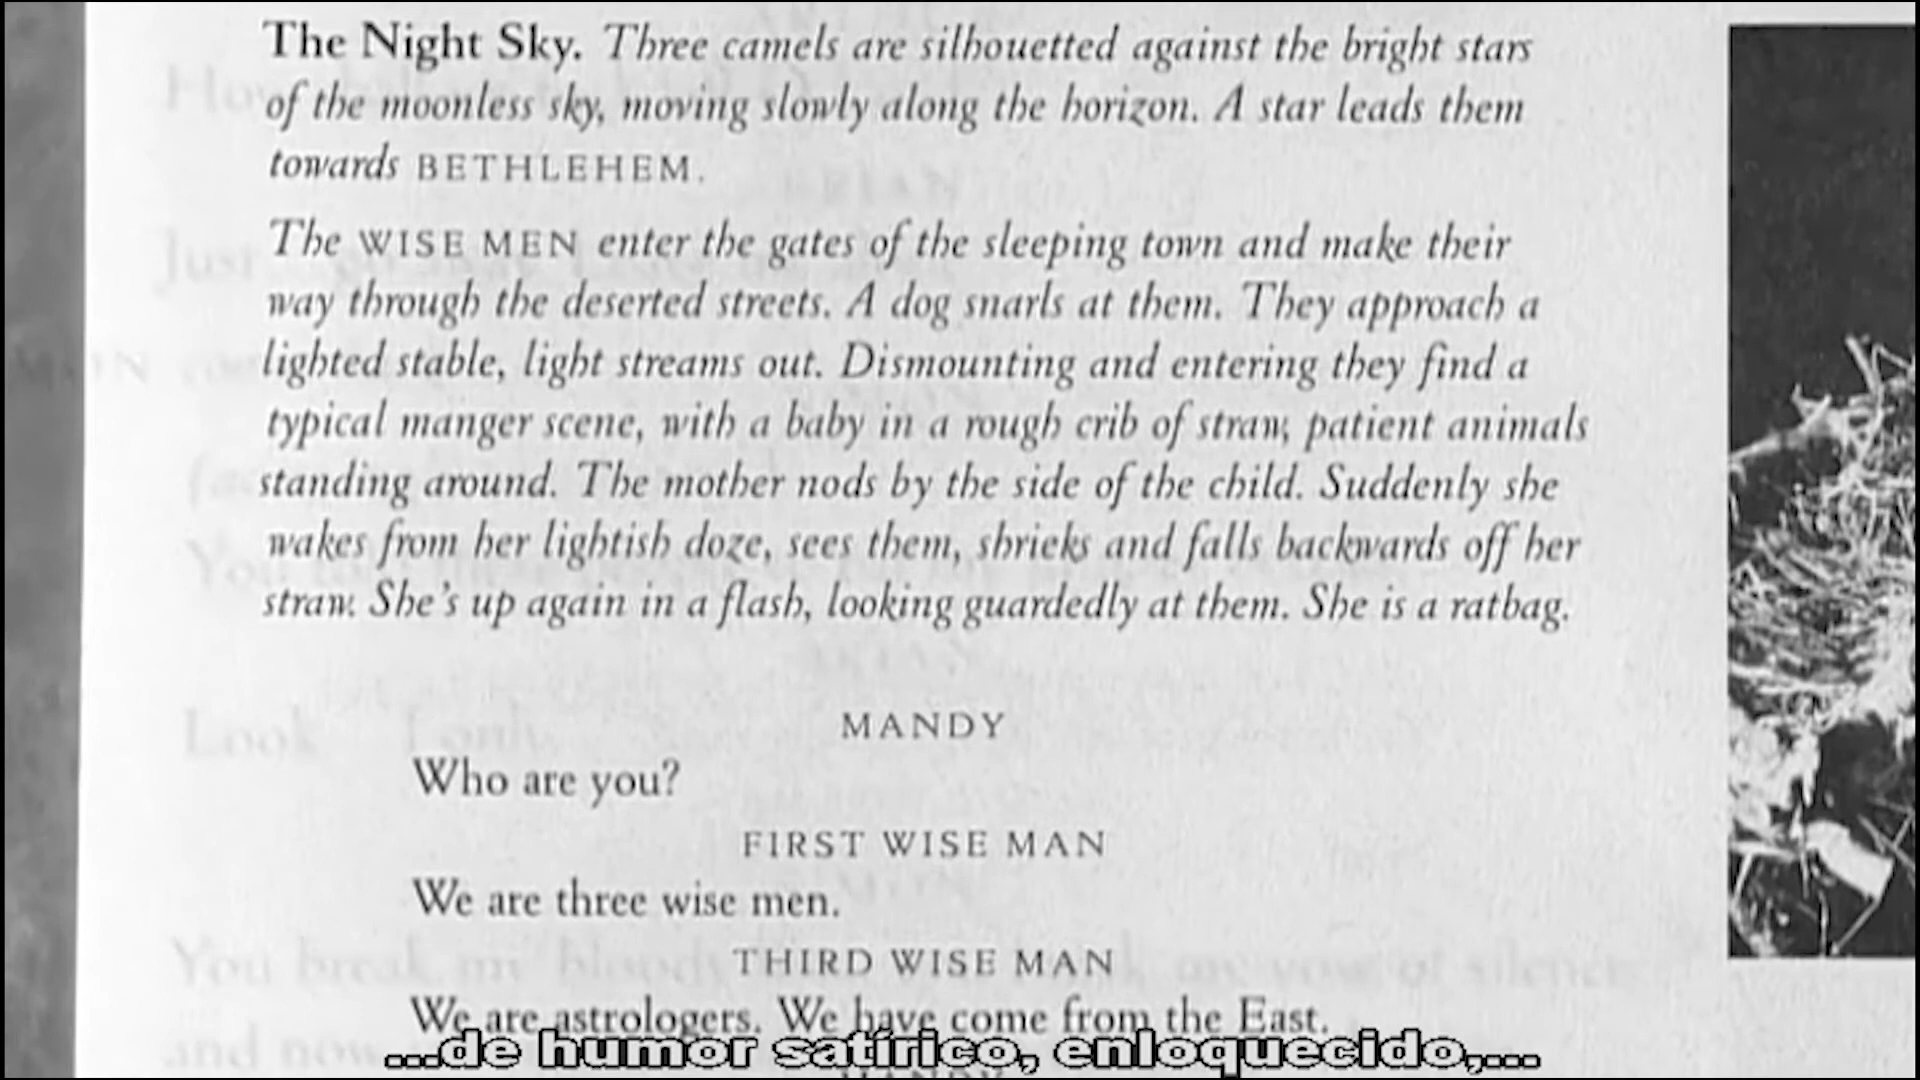 The Night Sky. Three camels are silhouetted against the bright stars
of the moonless sky, moving slowly along the horizon. A star leads them
towards BETHLEHEM.
The WISE MEN enter the gates of the sleeping town and make their
way through the deserted streets. A dog snarls at them. They approach a
lighted stable, light streams out. Dismounting and entering they find a
typical manger scene, with a baby in a rough crib of straw, patient animals
standing around. The mother nods by the side of the child. Suddenly she
wakes from her lightish doze, sees them, shrieks and falls backwards off her
straw. She's up again in a flash, looking guardedly at them. She is a ratbag.
MANDY
Who are you?
FIRST WISE MAN
We are three wise men.
THIRD WISE MAN
We are astrologers. We have come from the East.
...de humor satírico, enloquecido,...